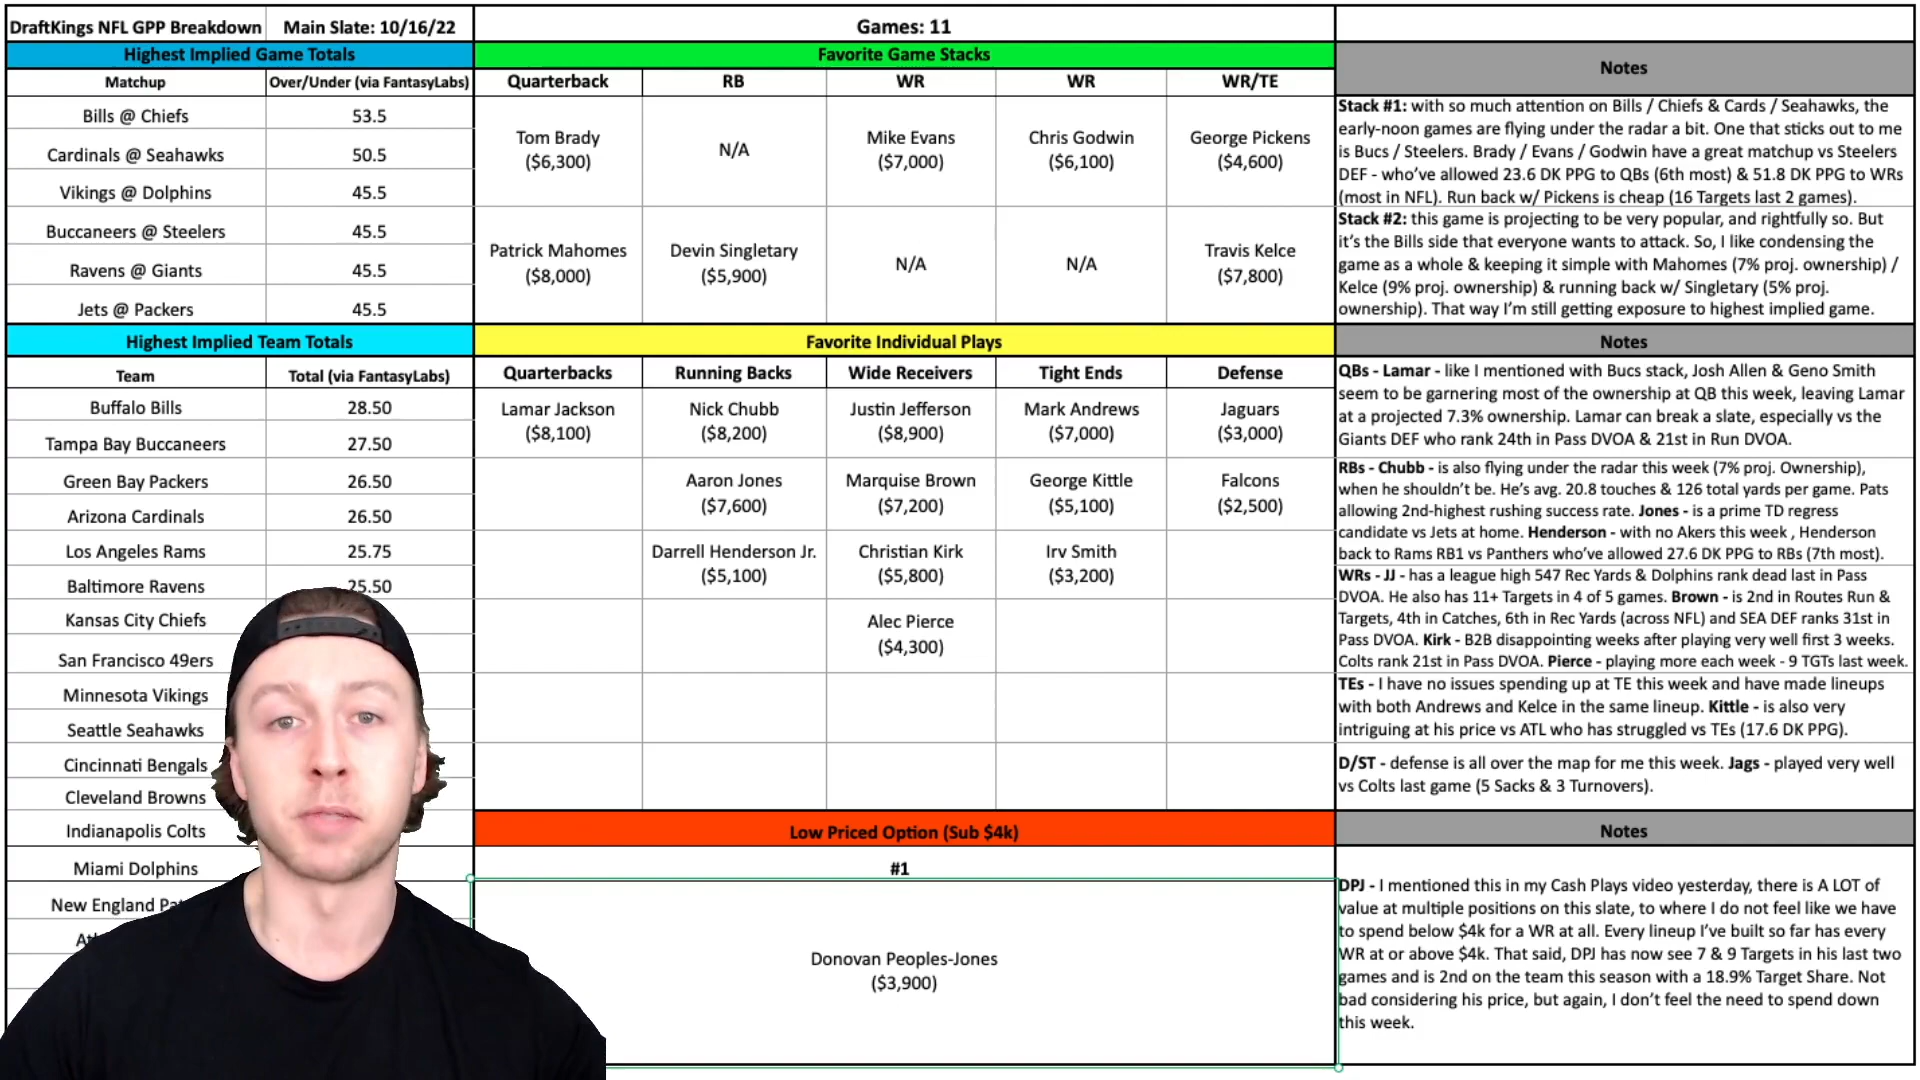 DraftKings NFL GPP Breakdown
Main Slate: 10/16/22
Games: 11
Highest Implied Game Totals
Favorite Game Stacks
Notes
Matchup
Over/Under (via FantasyLabs)
Quarterback
RB
WR
WR
WR/TE
Bills @ Chiefs
53.5
Cardinals @ Seahawks
50.5
Vikings @ Dolphins
45.5
Buccaneers @ Steelers
45.5
Ravens @ Giants
45.5
Jets @ Packers
45.5
Tom Brady
($6,300)
N/A
Mike Evans
($7,000)
Chris Godwin
($6,100)
George Pickens
($4,600)
Patrick Mahomes
($8,000)
Devin Singletary
($5,900)
N/A
N/A
Travis Kelce
($7,800)
Stack #1: with so much attention on Bills / Chiefs & Cards / Seahawks, the
early-noon games are flying under the radar a bit. One that sticks out to me
is Bucs / Steelers. Brady / Evans / Godwin have a great matchup vs Steelers
DEF - who've allowed 23.6 DK PPG to QBs (6th most) & 51.8 DK PPG to WRs
(most in NFL). Run back w/ Pickens is cheap (16 Targets last 2 games).
Stack #2: this game is projecting to be very popular, and rightfully so. But
it's the Bills side that everyone wants to attack. So, I like condensing the
game as a whole & keeping it simple with Mahomes (7% proj. ownership) /
Kelce (9% proj. ownership) & running back w/ Singletary (5% proj.
ownership). That way I'm still getting exposure to highest implied game.
Highest Implied Team Totals
Favorite Individual Plays
Notes
Team
Total (via FantasyLabs)
Quarterbacks
Running Backs
Wide Receivers
Tight Ends
Defense
Buffalo Bills
28.50
Tampa Bay Buccaneers
27.50
Green Bay Packers
26.50
Arizona Cardinals
26.50
Los Angeles Rams
25.75
Baltimore Ravens
25.50
Kansas City Chiefs
San Francisco 49ers
Minnesota Vikings
Seattle Seahawks
Cincinnati Bengals
Cleveland Browns
Indianapolis Colts
Miami Dolphins
New England
Lamar Jackson
($8,100)
Nick Chubb
($8,200)
Justin Jefferson
($8,900)
Mark Andrews
($7,000)
Jaguars
($3,000)
Aaron Jones
($7,600)
Marquise Brown
($7,200)
George Kittle
($5,100)
Falcons
($2,500)
Darrell Henderson Jr.
($5,100)
Christian Kirk
($5,800)
Irv Smith
($3,200)
Alec Pierce
($4,300)
QBs - Lamar - like I mentioned with Bucs stack, Josh Allen & Geno Smith
seem to be garnering most of the ownership at QB this week, leaving Lamar
at a projected 7.3% ownership. Lamar can break a slate, especially vs the
Giants DEF who rank 24th in Pass DVOA & 21st in Run DVOA.
RBs - Chubb - is also flying under the radar this week (7% proj. Ownership),
when he shouldn't be. He's avg. 20.8 touches & 126 total yards per game. Pats
allowing 2nd-highest rushing success rate. Jones - is a prime TD regress
candidate vs Jets at home. Henderson - with no Akers this week , Henderson
back to Rams RB1 vs Panthers who've allowed 27.6 DK PPG to RBs (7th most).
WRs - JJ - has a league high 547 Rec Yards & Dolphins rank dead last in Pass
DVOA. He also has 11+ Targets in 4 of 5 games. Brown - is 2nd in Routes Run &
Targets, 4th in Catches, 6th in Rec Yards (across NFL) and SEA DEF ranks 31st in
Pass DVOA. Kirk - B2B disappointing weeks after playing very well first 3 weeks.
Colts rank 21st in Pass DVOA. Pierce - playing more each week - 9 TGTs last week.
TEs - I have no issues spending up at TE this week and have made lineups
with both Andrews and Kelce in the same lineup. Kittle - is also very
intriguing at his price vs ATL who has struggled vs TEs (17.6 DK PPG).
D/ST - defense is all over the map for me this week. Jags - played very well
vs Colts last game (5 Sacks & 3 Turnovers).
Low Priced Option (Sub $4k)
Notes
#1
Donovan Peoples-Jones
($3,900)
DPJ - I mentioned this in my Cash Plays video yesterday, there is A LOT of
value at multiple positions on this slate, to where I do not feel like we have
to spend below $4k for a WR at all. Every lineup I've built so far has every
WR at or above $4k. That said, DPJ has now see 7 & 9 Targets in his last two
games and is 2nd on the team this season with a 18.9% Target Share. Not
bad considering his price, but again, I don't feel the need to spend down
this week.